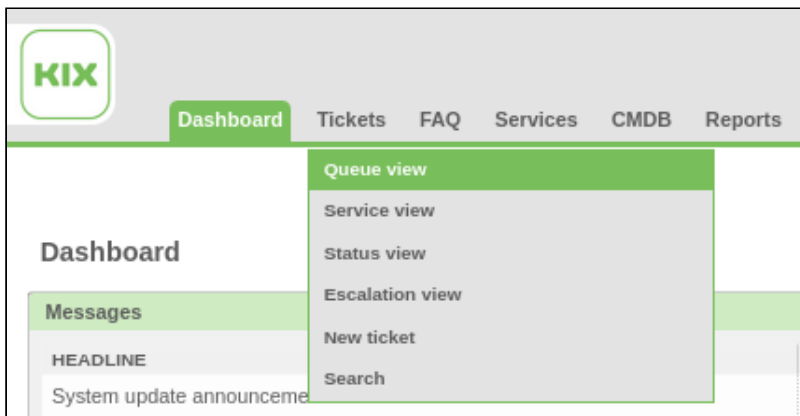 KIX
Dashboard Tickets FAQ Services CMDB Reports
Queue view
Service view
Dashboard
Status view
Escalation view
Messages
New ticket
HEADLINE
Search
System update